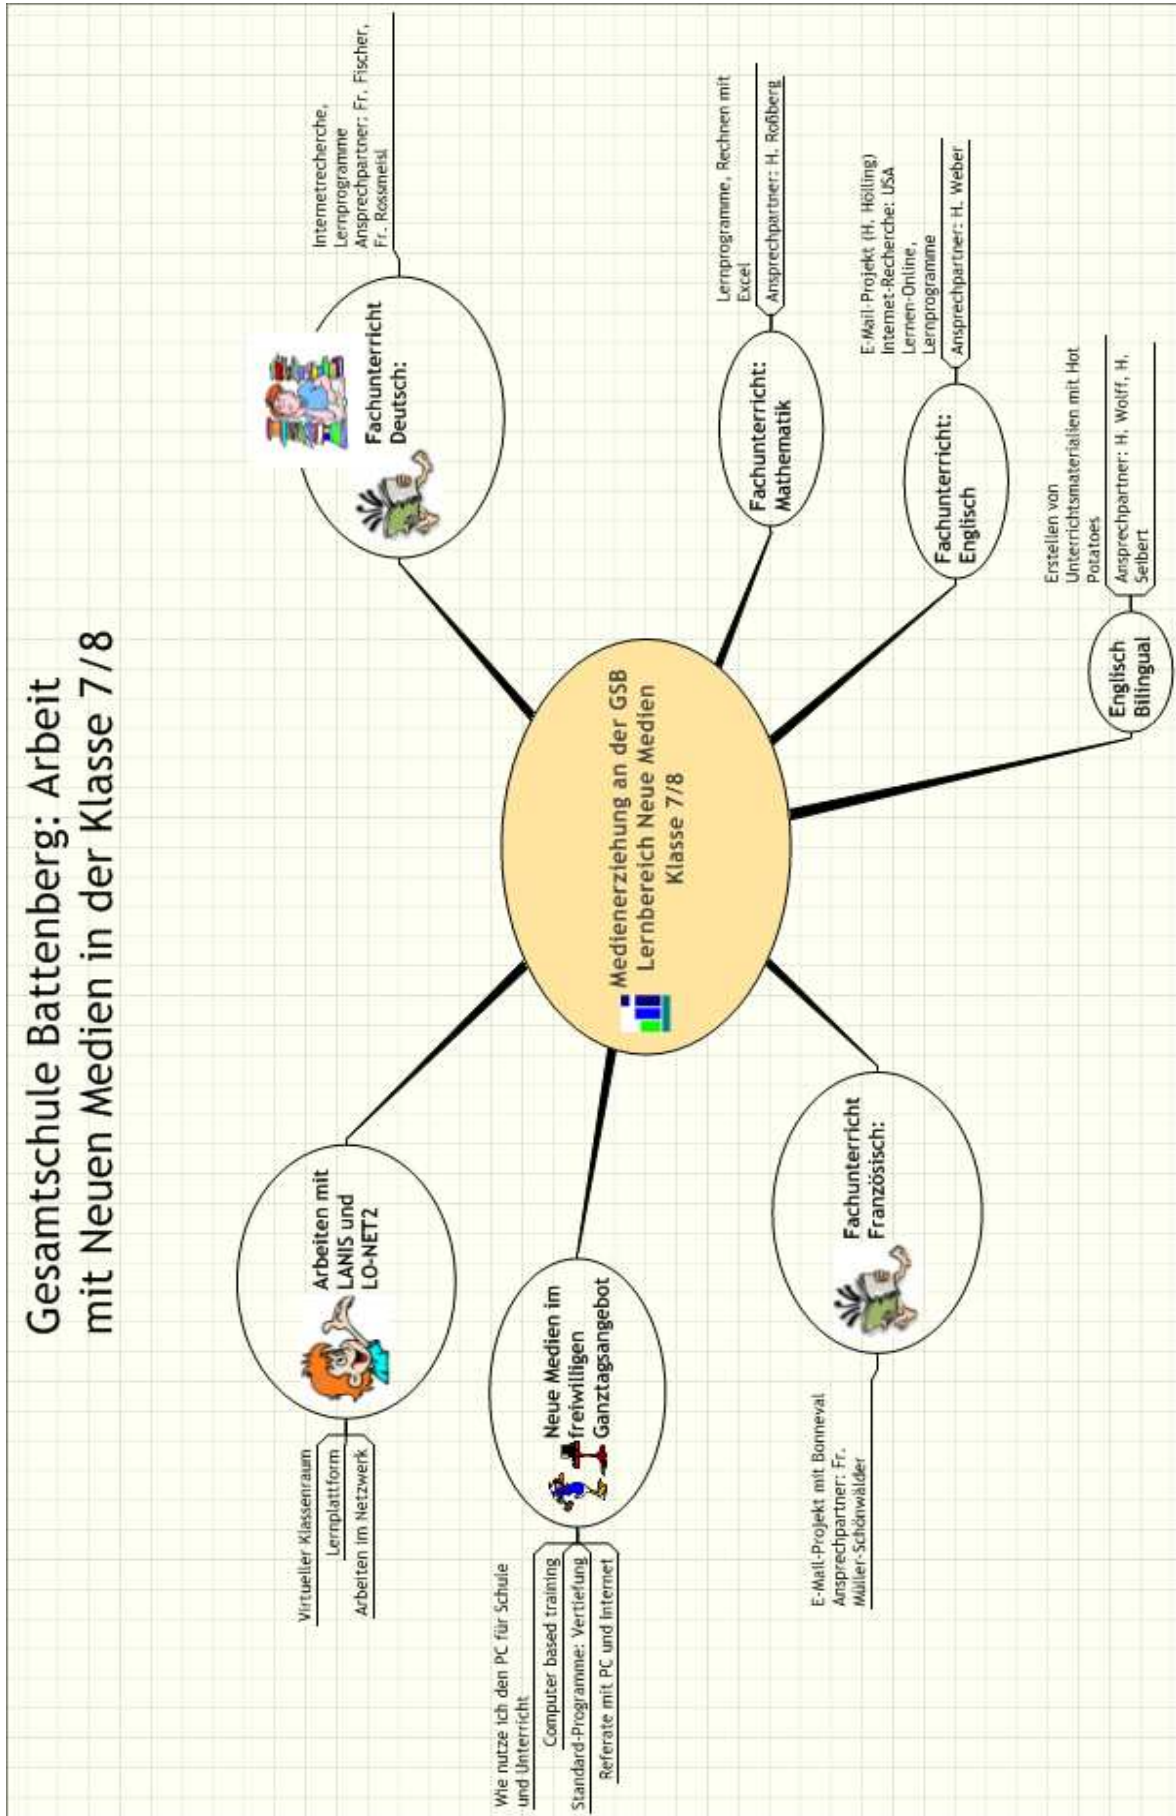 Gesamtschule Battenberg: Arbeit
mit Neuen Medien in der Klasse 7/8
Medienerziehung an der GSB
Lernbereich Neue Medien
Klasse 7/8
Arbeiten mit
LANIS und
LO-NET2
Virtueller Klassenraum
Lernplattform
Arbeiten im Netzwerk
Neue Medien im
freiwilligen
Ganztagsangebot
Wie nutze ich den PC für Schule
und Unterricht
Computer based training
Standard-Programme: Vertiefung
Referate mit PC und Internet
Fachunterricht
Französisch:
E-Mail-Projekt mit Bonneval
Ansprechpartner: Fr.
Müller-Schönwälder
Fachunterricht
Deutsch:
Internetrecherche,
Lernprogramme
Ansprechpartner: Fr. Fischer,
Fr. Rossmeisl
Fachunterricht:
Mathematik
Lernprogramme, Rechnen mit
Excel
Ansprechpartner: H. Roßberg
Fachunterricht:
Englisch
E-Mail-Projekt (H. Hölling)
Internet-Recherche: USA
Lernen-Online,
Lernprogramme
Ansprechpartner: H. Weber
Englisch
Bilingual
Erstellen von
Unterrichtsmaterialien mit Hot
Potatoes
Ansprechpartner: H. Wolff, H.
Seibert